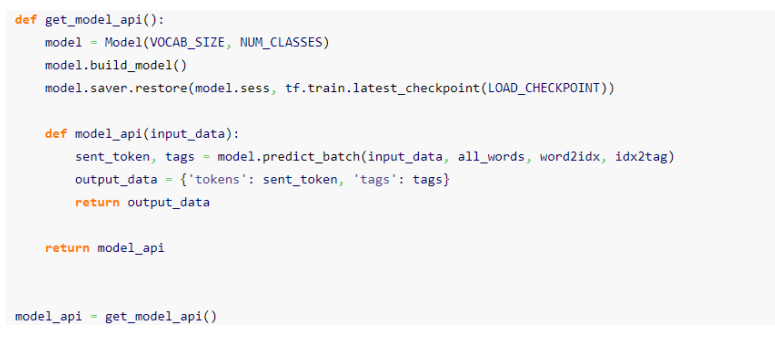 def get_model_api():
    model = Model(VOCAB_SIZE, NUM_CLASSES)
    model.build_model()
    model.saver.restore(model.sess, tf.train.latest_checkpoint(LOAD_CHECKPOINT))
    def model_api(input_data):
        sent_token, tags = model.predict_batch(input_data, all_words, word2idx, idx2tag)
        output_data = {'tokens': sent_token, 'tags': tags}
        return output_data
    return model_api
model_api = get_model_api()